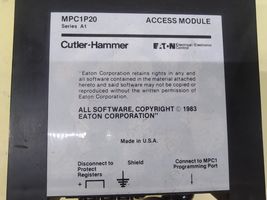 MPC1P20
Series A1
ACCESS MODULE
Cutler-Hammer
EATON Electrical · Electronic
Control
"Eaton Corporation retains rights in any and
all software contained in the material attached
hereto and said software may not be copied or
reproduced without the written permission of
Eaton Corporation.
ALL SOFTWARE, COPYRIGHT © 1983
EATON CORPORATION"
Made in U.S.A.
Disconnect to
Protect
Registers
Shield
Connect to MPC1
Programming Port
+